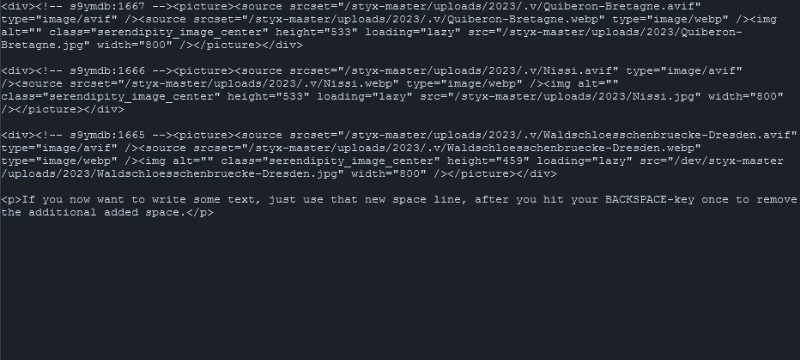 <div><!-- s9ymdb:1667 --><picture><source srcset="/styx-master/uploads/2023/.v/Quiberon-Bretagne.avif"
type="image/avif" /><source srcset="/styx-master/uploads/2023/.v/Quiberon-Bretagne.webp" type="image/webp" /><img
alt="" class="serendipity_image_center" height="533" loading="lazy" src="/styx-master/uploads/2023/Quiberon-
Bretagne.jpg" width="800" /></picture></div>
<div><!-- s9ymdb:1666 --><picture><source srcset="/styx-master/uploads/2023/.v/Nissi.avif" type="image/avif"
/><source srcset="/styx-master/uploads/2023/.v/Nissi.webp" type="image/webp" /><img alt=""
class="serendipity_image_center" height="533" loading="lazy" src="/styx-master/uploads/2023/Nissi.jpg" width="800"
/></picture></div>
<div><!-- s9ymdb:1665 --><picture><source srcset="/styx-master/uploads/2023/.v/Waldschloesschenbruecke-Dresden.avif"
type="image/avif" /><source srcset="/styx-master/uploads/2023/.v/Waldschloesschenbruecke-Dresden.webp"
type="image/webp" /><img alt="" class="serendipity_image_center" height="459" loading="lazy" src="/dev/styx-master
/uploads/2023/Waldschloesschenbruecke-Dresden.jpg" width="800" /></picture></div>
<p>If you now want to write some text, just use that new space line, after you hit your BACKSPACE-key once to remove
the additional added space.</p>